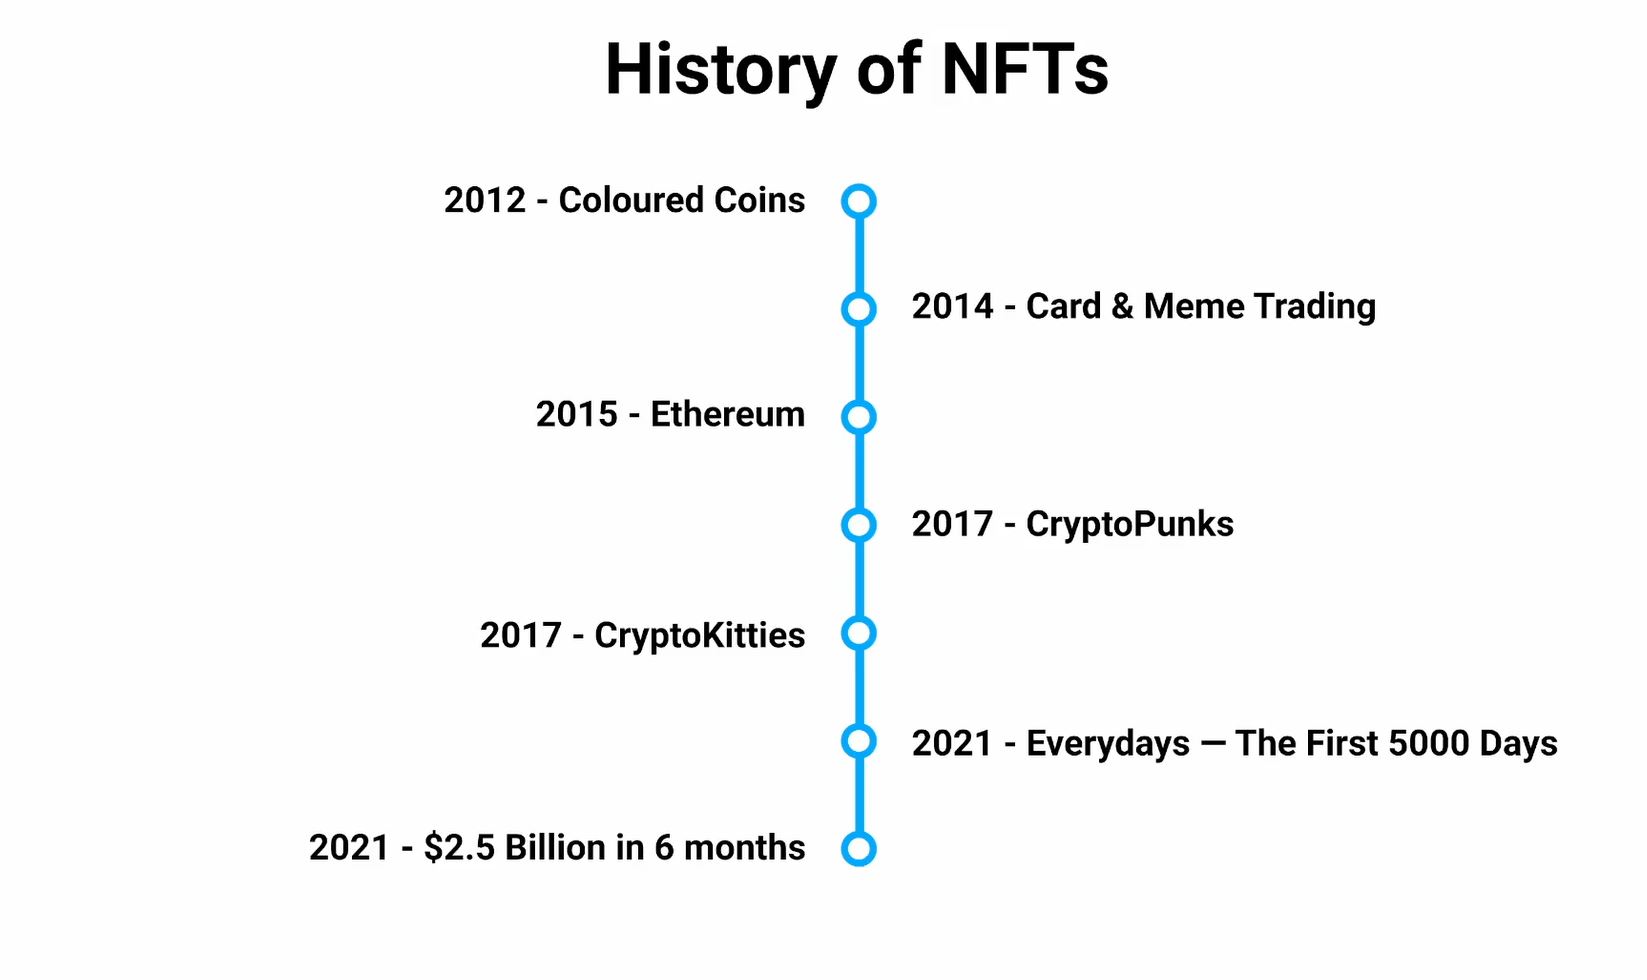 History of NFTs
2012 - Coloured Coins
2014 - Card & Meme Trading
2015 - Ethereum
2017 - CryptoPunks
2017 - CryptoKitties
2021 - Everydays — The First 5000 Days
2021 - $2.5 Billion in 6 months